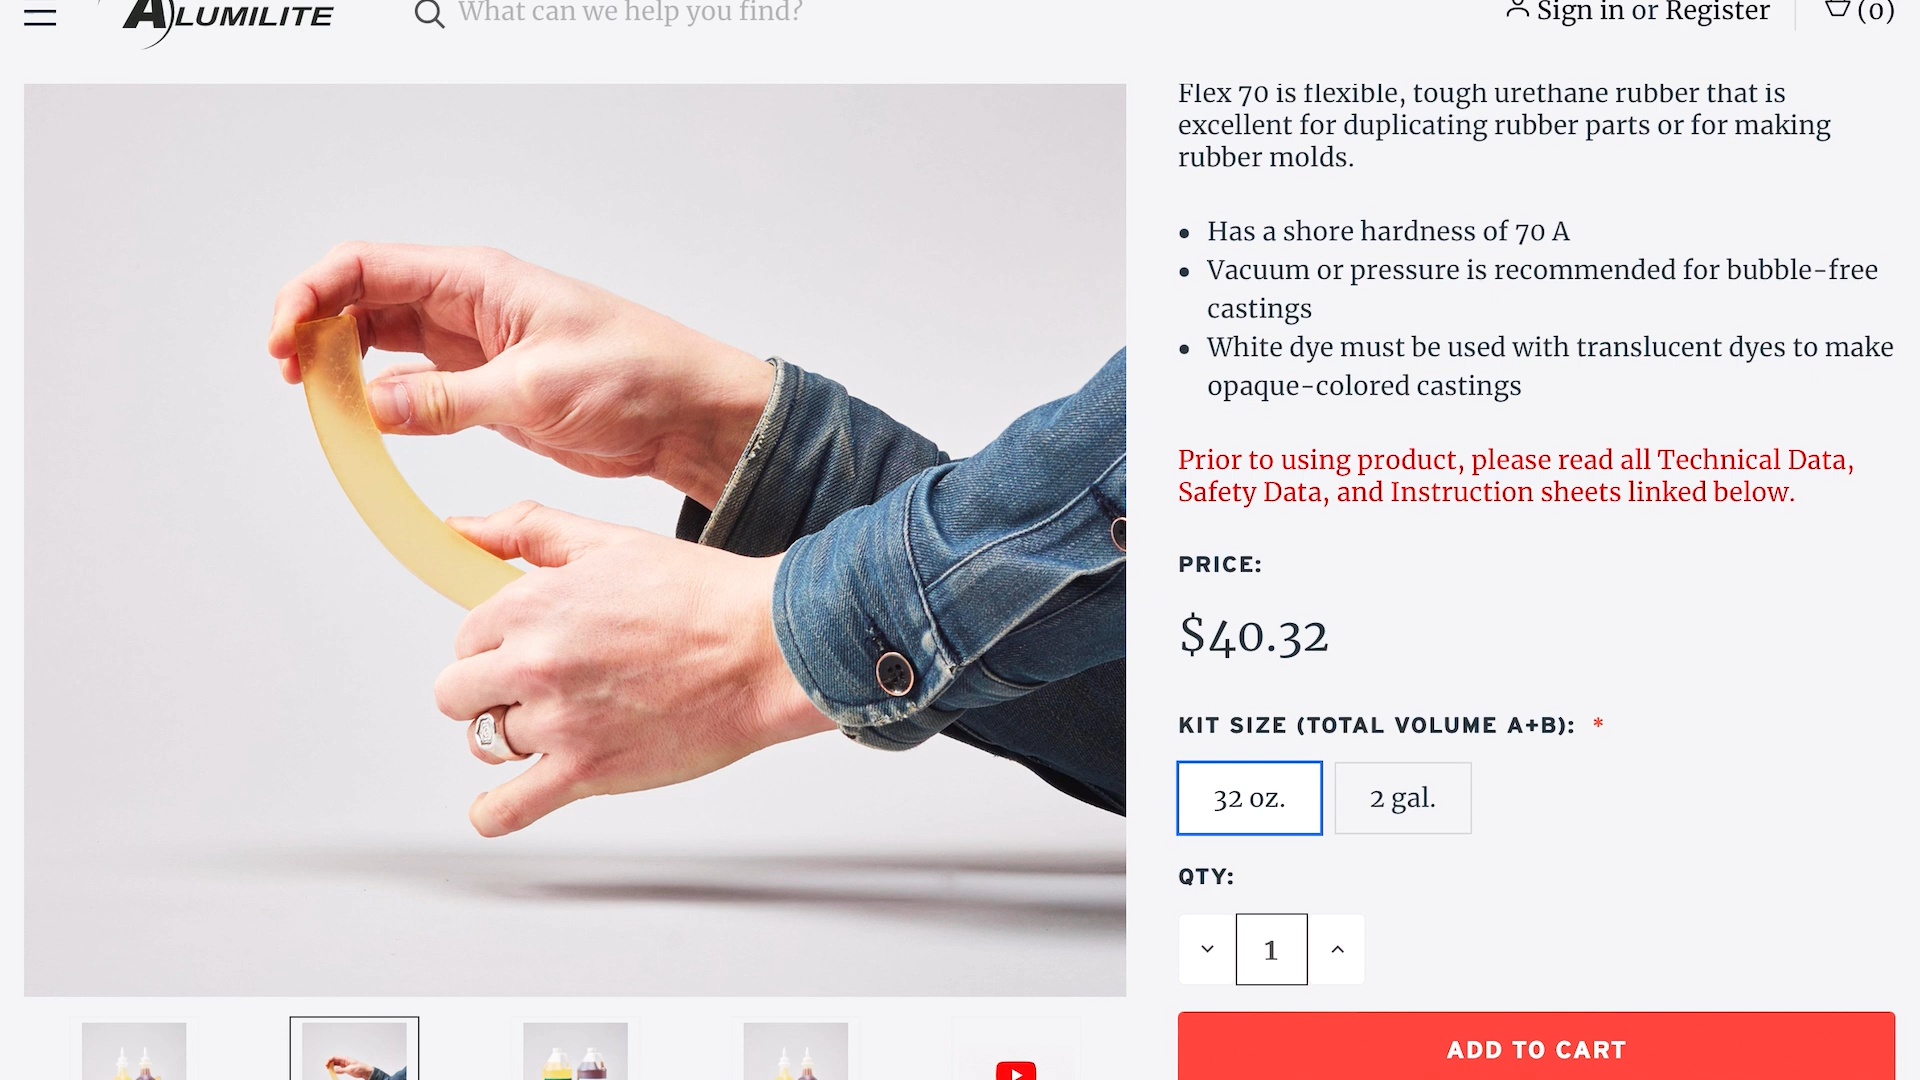 ALUMILITE
What can we help you find?
Sign in or Register
(0)
Flex 70 is flexible, tough urethane rubber that is
excellent for duplicating rubber parts or for making
rubber molds.
• Has a shore hardness of 70 A
• Vacuum or pressure is recommended for bubble-free
castings
• White dye must be used with translucent dyes to make
opaque-colored castings
Prior to using product, please read all Technical Data,
Safety Data, and Instruction sheets linked below.
PRICE:
$40.32
KIT SIZE (TOTAL VOLUME A+B): *
32 oz.
2 gal.
QTY:
1
ADD TO CART